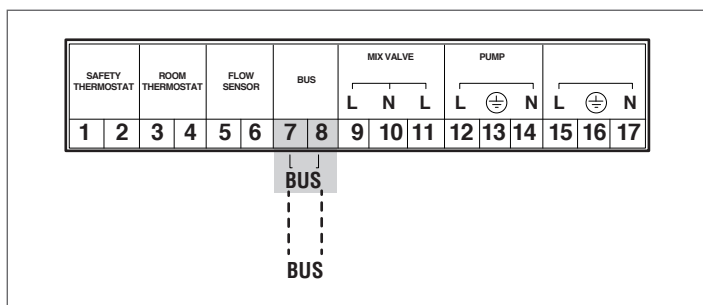 MIX VALVE PUMP
SAFETY THERMOSTAT ROOM THERMOSTAT FLOW SENSOR BUS
L N L L N L N
1 2 3 4 5 6 7 8 9 10 11 12 13 14 15 16 17
BUS
BUS